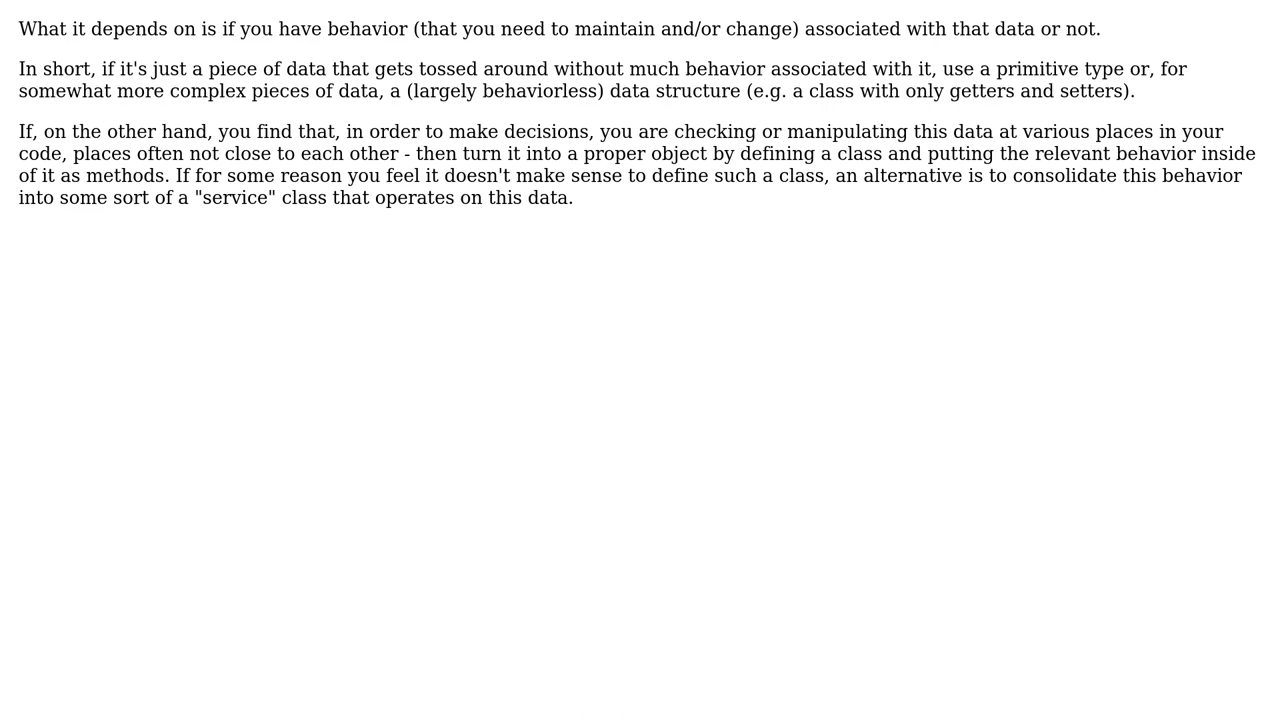 What it depends on is if you have behavior (that you need to maintain and/or change) associated with that data or not.
In short, if it's just a piece of data that gets tossed around without much behavior associated with it, use a primitive type or, for
somewhat more complex pieces of data, a (largely behaviorless) data structure (e.g. a class with only getters and setters).
If, on the other hand, you find that, in order to make decisions, you are checking or manipulating this data at various places in your
code, places often not close to each other - then turn it into a proper object by defining a class and putting the relevant behavior inside
of it as methods. If for some reason you feel it doesn't make sense to define such a class, an alternative is to consolidate this behavior
into some sort of a "service" class that operates on this data.